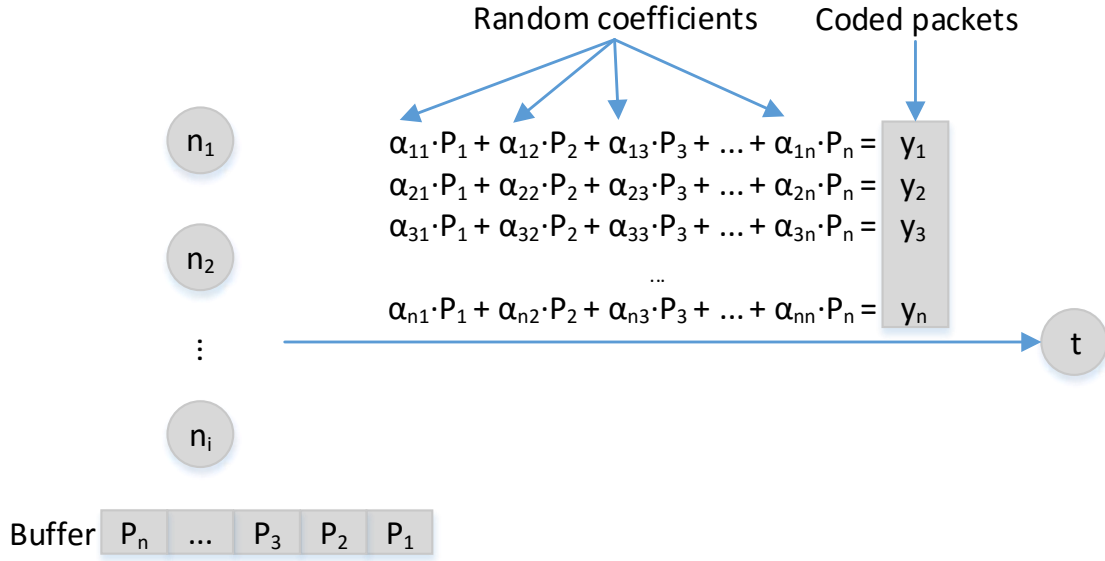 Random coefficients
Coded packets
n₁
α₁₁·P₁ + α₁₂·P₂ + α₁₃·P₃ + ... + α₁ₙ·Pₙ = y₁
α₂₁·P₁ + α₂₂·P₂ + α₂₃·P₃ + ... + α₂ₙ·Pₙ = y₂
α₃₁·P₁ + α₃₂·P₂ + α₃₃·P₃ + ... + α₃ₙ·Pₙ = y₃
n₂
...
αₙ₁·P₁ + αₙ₂·P₂ + αₙ₃·P₃ + ... + αₙₙ·Pₙ = yₙ
⋮
t
nᵢ
Buffer Pₙ ... P₃ P₂ P₁